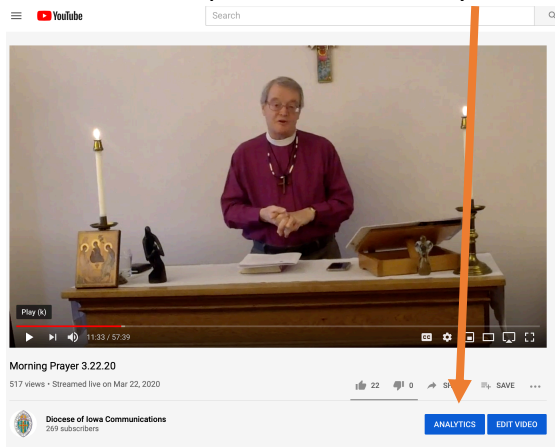 YouTube
Search
Play (k)
11:33 / 57:39
CC
Morning Prayer 3.22.20
517 views • Streamed live on Mar 22, 2020
22
0
SAVE
Diocese of Iowa Communications
269 subscribers
ANALYTICS
EDIT VIDEO